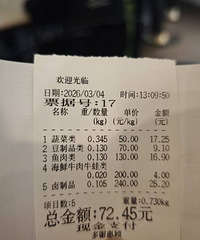 欢迎光临
日期:2026/03/04 时间:13:09:50
票据号:17
名称 重/数量 单价 金额
(kg) (元/kg) (元)
1 蔬菜类 0.345 50.00 17.25
2 豆制品类 0.130 70.00 9.10
3 鱼肉类 0.130 130.00 16.90
4 海鲜牛肉牛蛙类
0.020 200.00 4.00
5 卤制品 0.105 240.00 25.20
项目数:5 重量:0.730kg
总金额:72.45元
现金支付
多谢惠顾